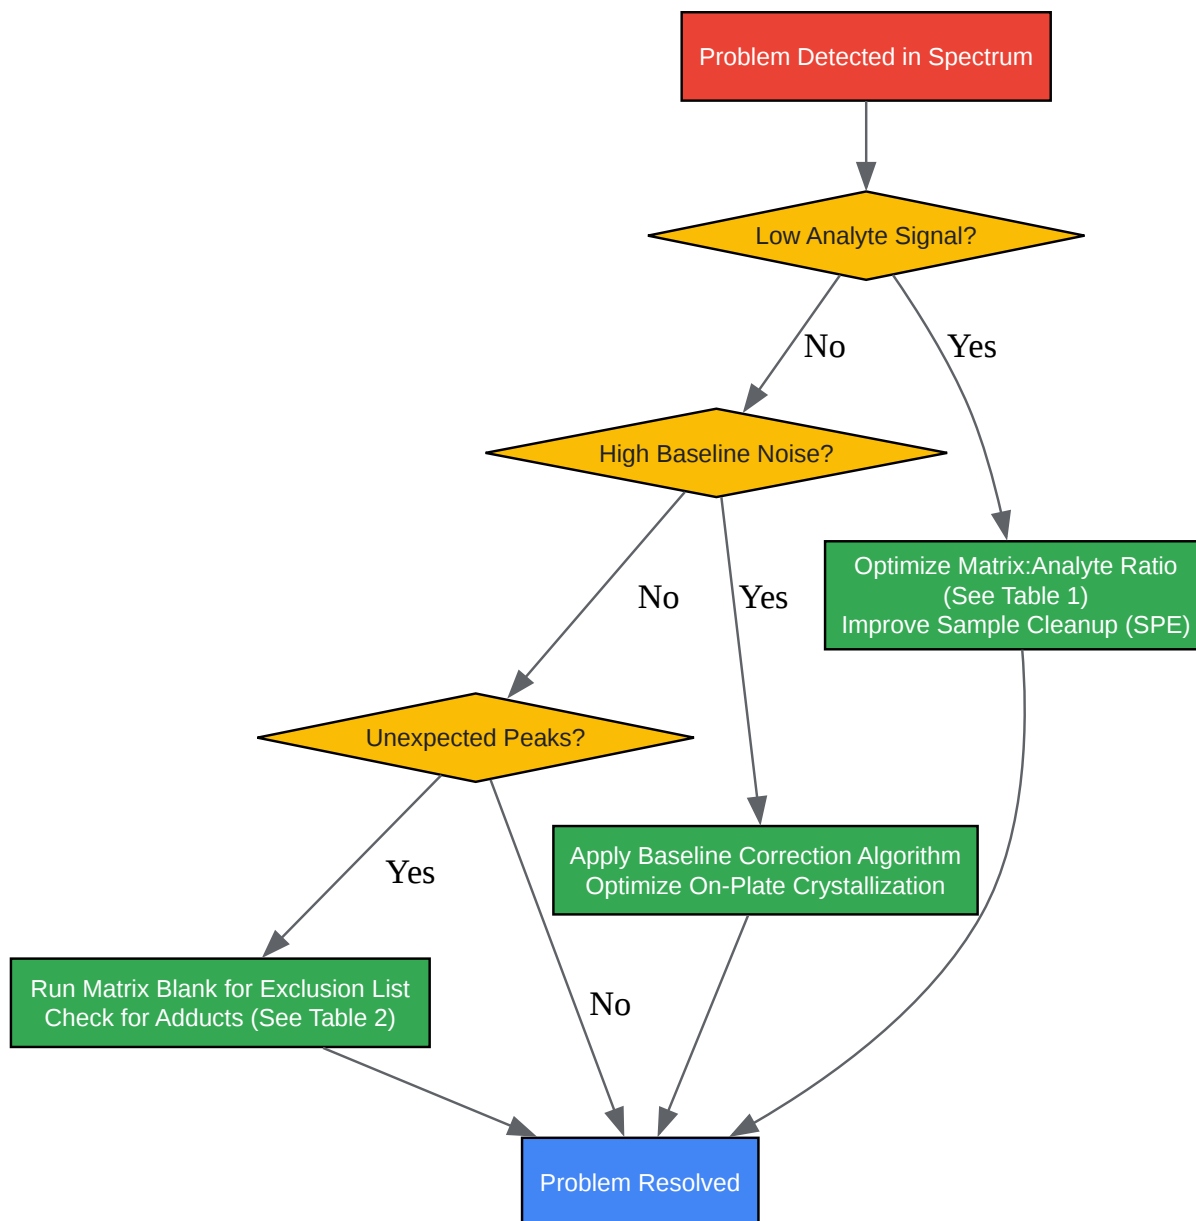 Problem Detected in Spectrum
Low Analyte Signal?
No
Yes
High Baseline Noise?
No
Yes
Optimize Matrix:Analyte Ratio
(See Table 1)
Improve Sample Cleanup (SPE)
Unexpected Peaks?
Yes
No
Apply Baseline Correction Algorithm
Optimize On-Plate Crystallization
Run Matrix Blank for Exclusion List
Check for Adducts (See Table 2)
Problem Resolved